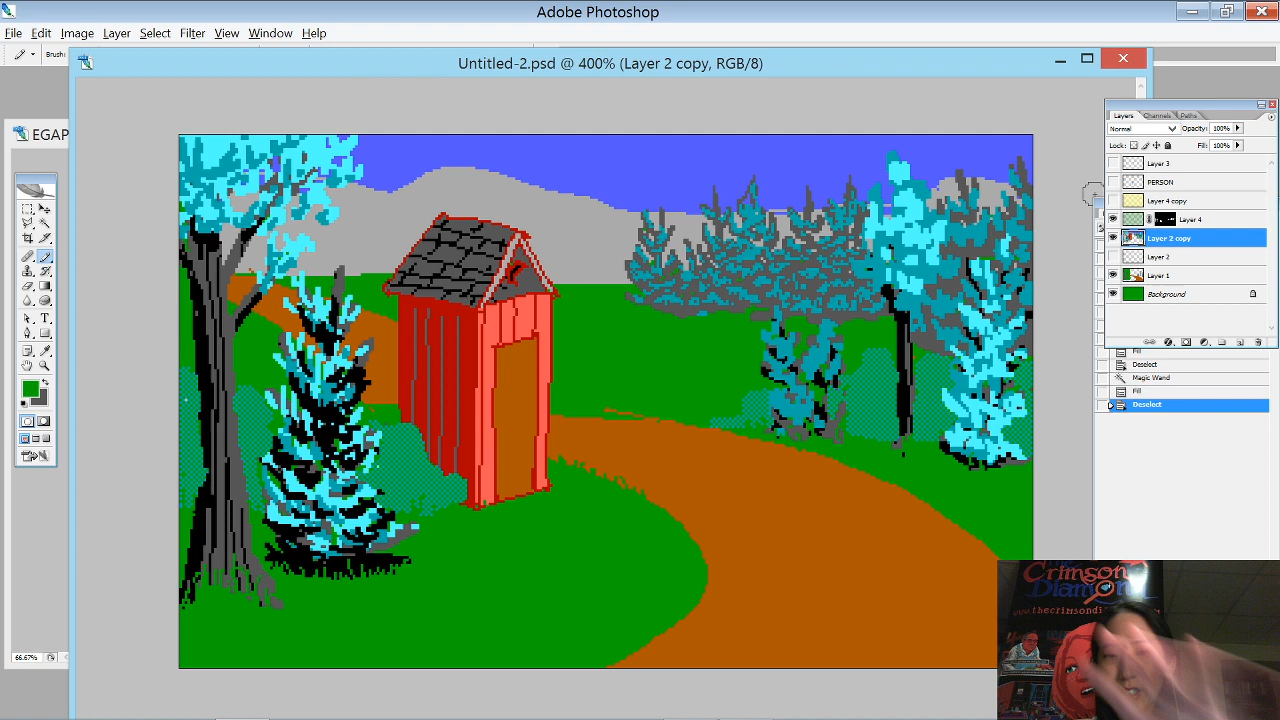 Adobe Photoshop
File Edit Image Layer Select Filter View Window Help
Brush:
Untitled-2.psd @ 400% (Layer 2 copy, RGB/8)
EGAP
Layers Channels Paths
Normal Opacity: 100%
Lock: Fill: 100%
Layer 3
PERSON
Layer 4 copy
Layer 4
Layer 2 copy
Layer 2
Layer 1
Background
Fill
Deselect
Magic Wand
Fill
Deselect
66.67%
Crimson
Diamond